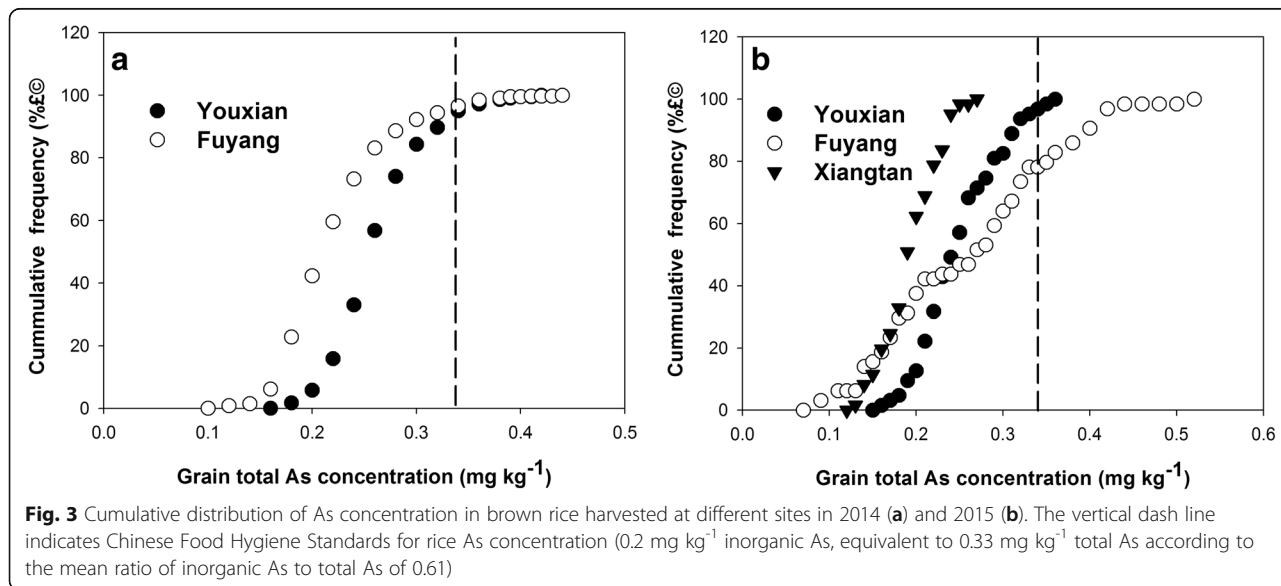 120
100
80
60
40
20
0
Cummulative frequency (%£©
a
Youxian
Fuyang
0.0 0.1 0.2 0.3 0.4 0.5
Grain total As concentration (mg kg-1)
120
100
80
60
40
20
0
Cummulative frequency (%£©
b
Youxian
Fuyang
Xiangtan
0.0 0.1 0.2 0.3 0.4 0.5 0.6
Grain total As concentration (mg kg-1)
Fig. 3 Cumulative distribution of As concentration in brown rice harvested at different sites in 2014 (a) and 2015 (b). The vertical dash line
indicates Chinese Food Hygiene Standards for rice As concentration (0.2 mg kg-1 inorganic As, equivalent to 0.33 mg kg-1 total As according to
the mean ratio of inorganic As to total As of 0.61)